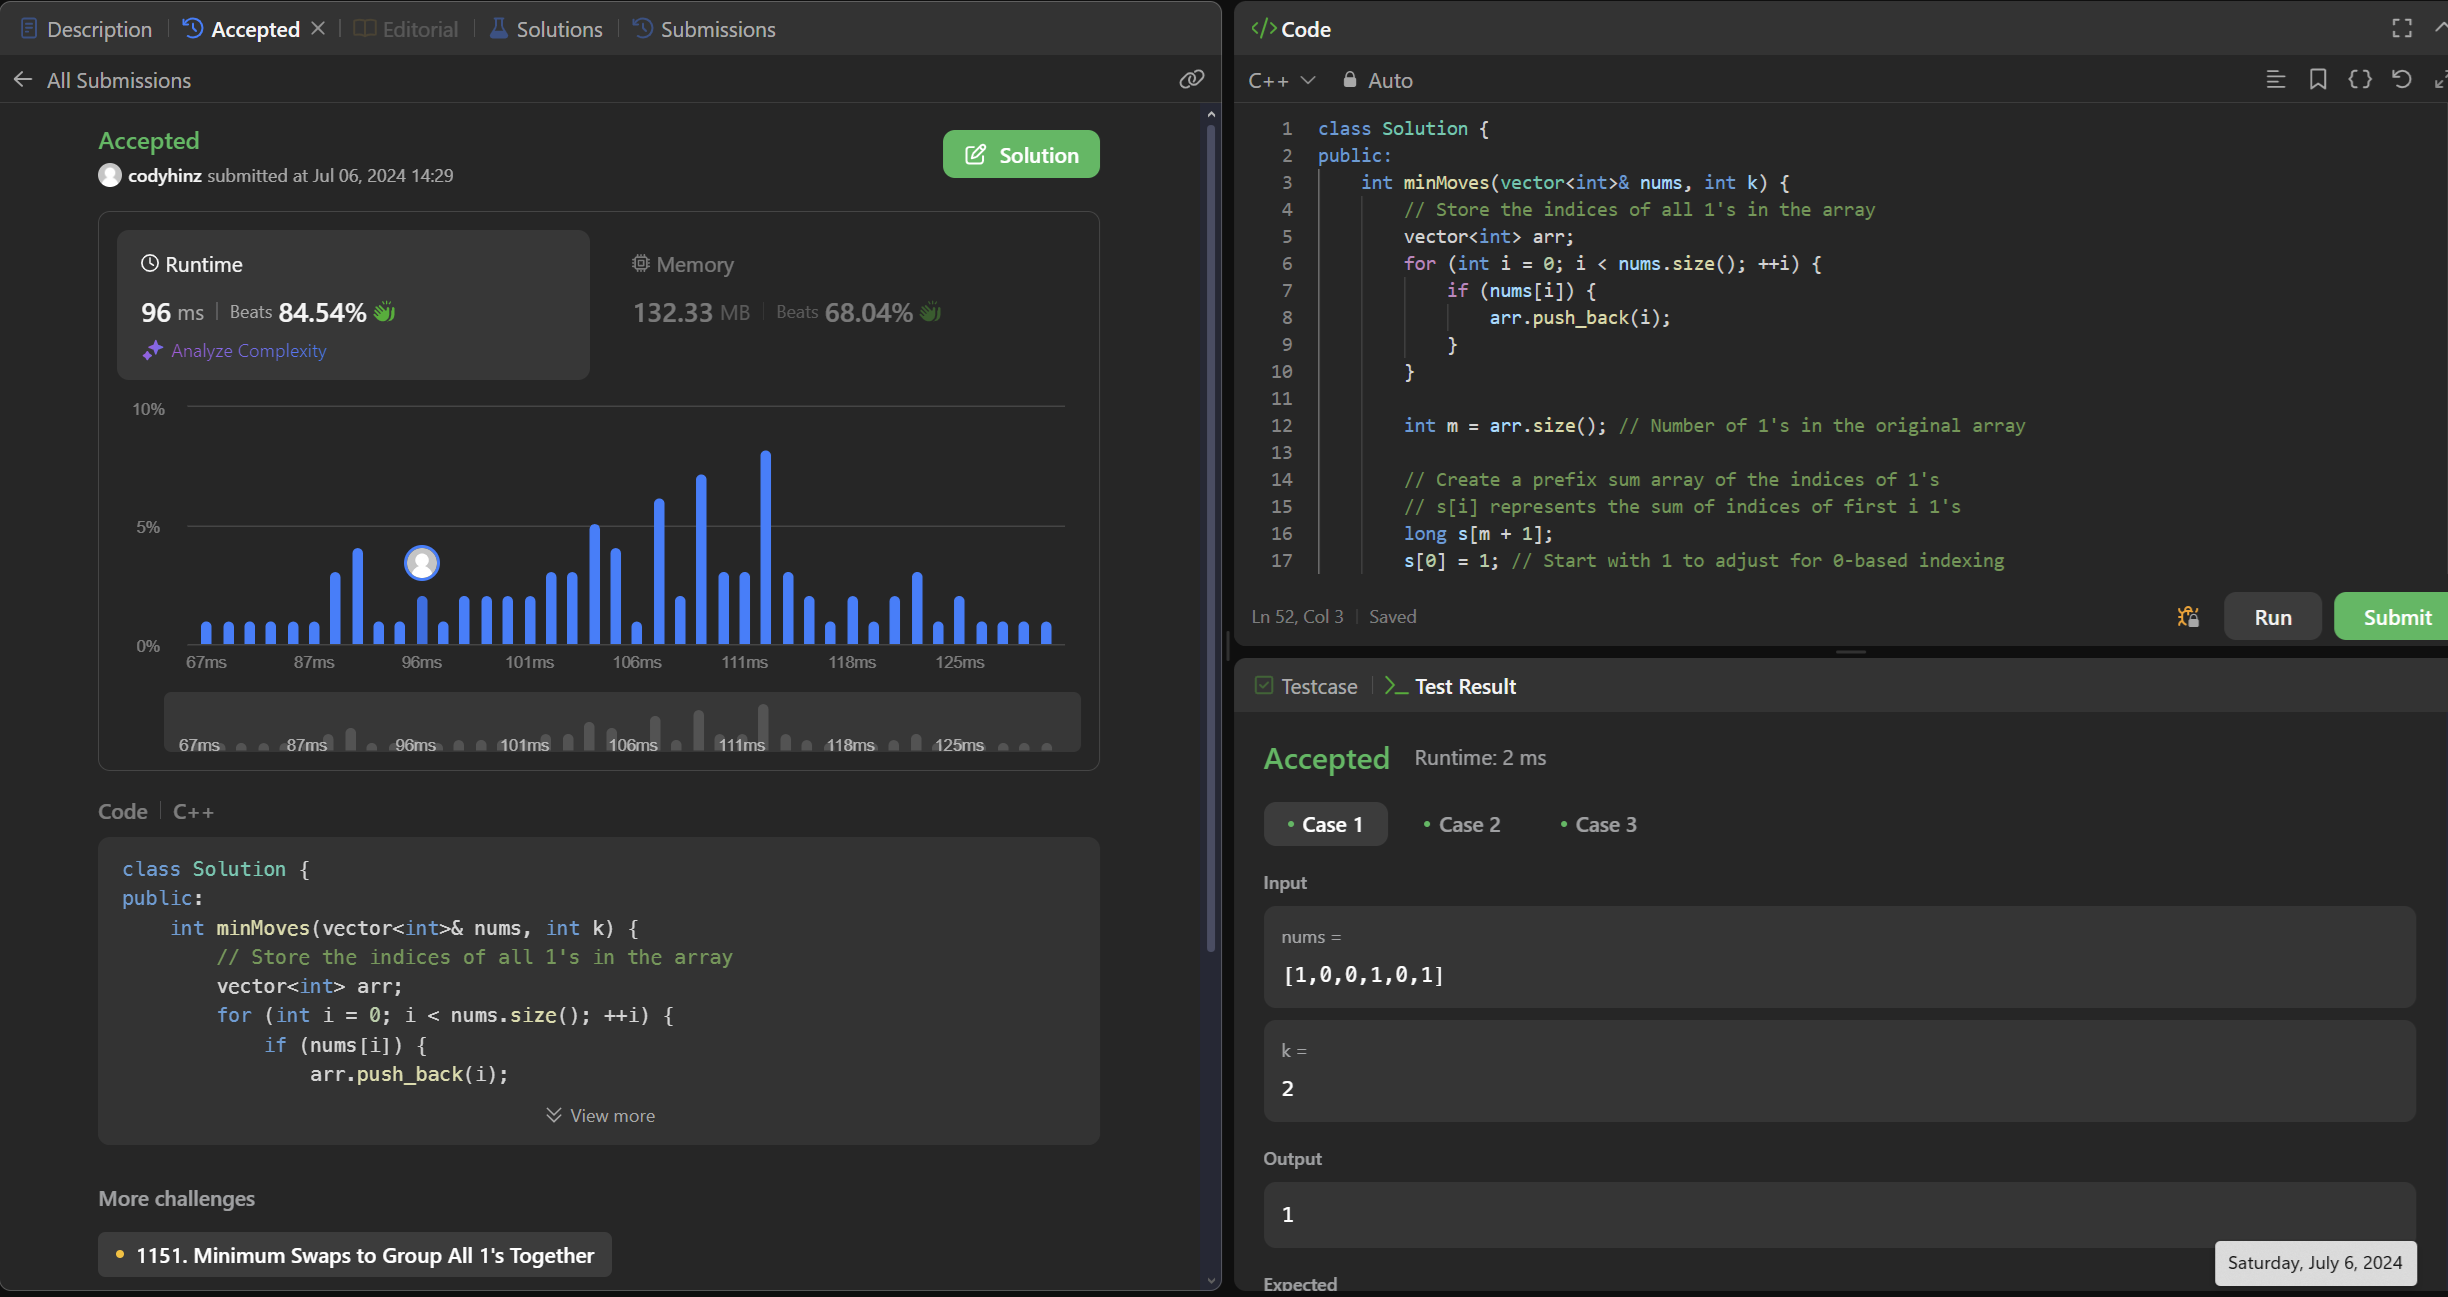 Description
Accepted
Editorial
Solutions
Submissions
All Submissions
Accepted
codyhinz submitted at Jul 06, 2024 14:29
Solution
Runtime
96 ms | Beats 84.54%
Analyze Complexity
Memory
132.33 MB | Beats 68.04%
10%
5%
0%
67ms 87ms 96ms 101ms 106ms 111ms 118ms 125ms
67ms 87ms 96ms 101ms 106ms 111ms 118ms 125ms
Code | C++
class Solution {
public:
    int minMoves(vector<int>& nums, int k) {
        // Store the indices of all 1's in the array
        vector<int> arr;
        for (int i = 0; i < nums.size(); ++i) {
            if (nums[i]) {
                arr.push_back(i);
View more
More challenges
1151. Minimum Swaps to Group All 1's Together
</> Code
C++
Auto
1 class Solution {
2 public:
3     int minMoves(vector<int>& nums, int k) {
4         // Store the indices of all 1's in the array
5         vector<int> arr;
6         for (int i = 0; i < nums.size(); ++i) {
7             if (nums[i]) {
8                 arr.push_back(i);
9             }
10         }
11
12         int m = arr.size(); // Number of 1's in the original array
13
14         // Create a prefix sum array of the indices of 1's
15         // s[i] represents the sum of indices of first i 1's
16         long s[m + 1];
17         s[0] = 1; // Start with 1 to adjust for 0-based indexing
Ln 52, Col 3 | Saved
Run
Submit
Testcase
Test Result
Accepted
Runtime: 2 ms
Case 1
Case 2
Case 3
Input
nums =
[1,0,0,1,0,1]
k =
2
Output
1
Expected
Saturday, July 6, 2024